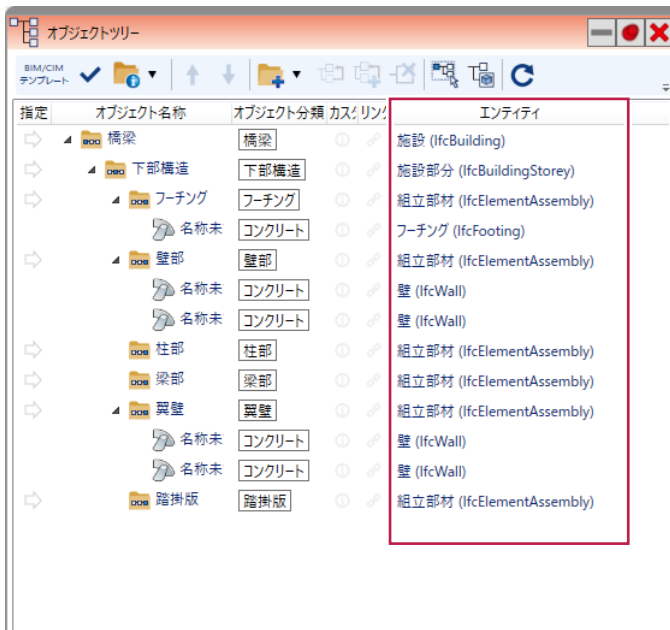 オブジェクトツリー
BIM/CIM
テンプレート
指定 オブジェクト名称 オブジェクト分類 カスタ リンク エンティティ
橋梁 橋梁 施設 (IfcBuilding)
下部構造 下部構造 施設部分 (IfcBuildingStorey)
フーチング フーチング 組立部材 (IfcElementAssembly)
名称未 コンクリート フーチング (IfcFooting)
壁部 壁部 組立部材 (IfcElementAssembly)
名称未 コンクリート 壁 (IfcWall)
名称未 コンクリート 壁 (IfcWall)
柱部 柱部 組立部材 (IfcElementAssembly)
梁部 梁部 組立部材 (IfcElementAssembly)
翼壁 翼壁 組立部材 (IfcElementAssembly)
名称未 コンクリート 壁 (IfcWall)
名称未 コンクリート 壁 (IfcWall)
踏掛版 踏掛版 組立部材 (IfcElementAssembly)